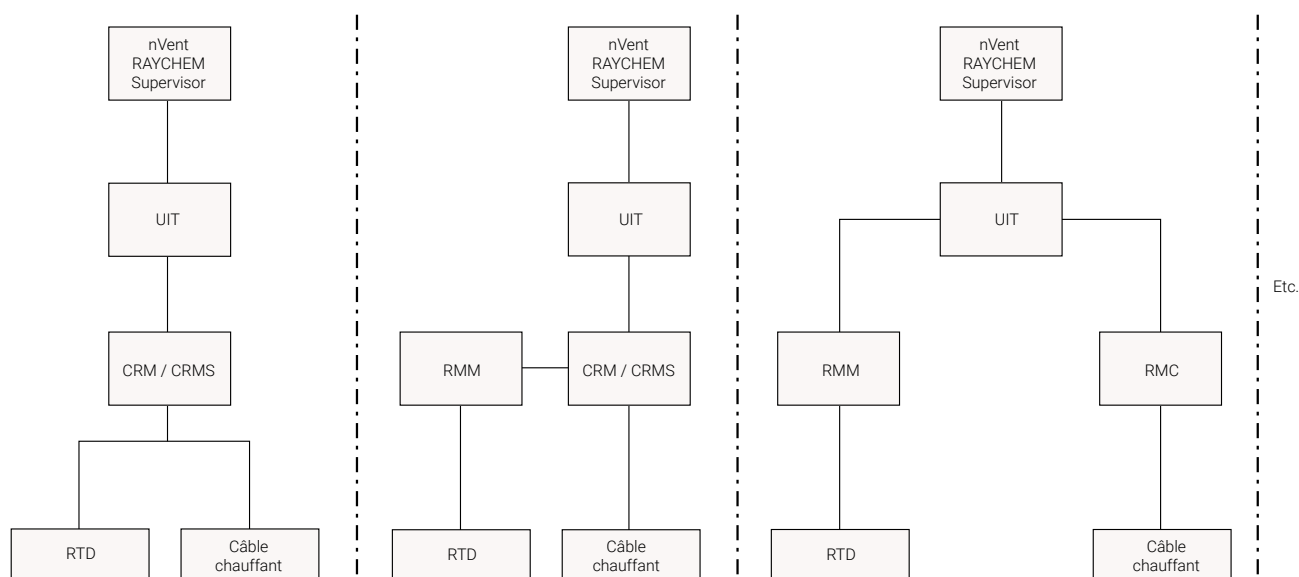 nVent
RAYCHEM
Supervisor
UIT
CRM / CRMS
RTD
Câble
chauffant
nVent
RAYCHEM
Supervisor
UIT
RMM
CRM / CRMS
RTD
Câble
chauffant
nVent
RAYCHEM
Supervisor
UIT
RMM
RMC
RTD
Câble
chauffant
Etc.